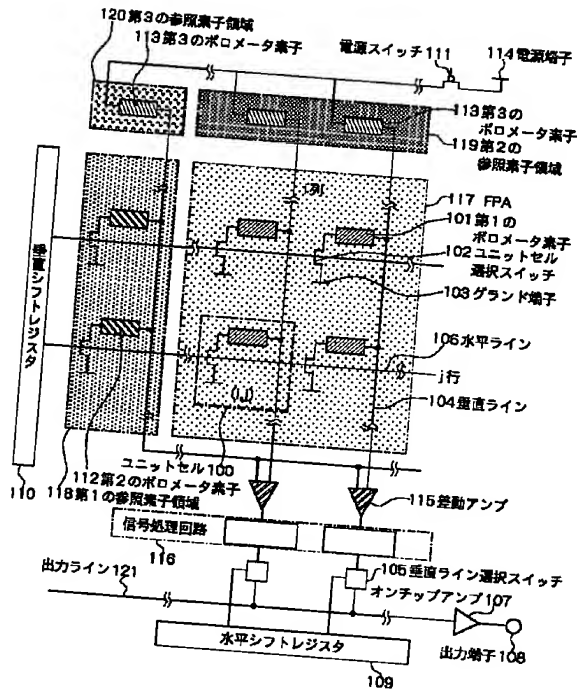 120第3の参照素子領域
113第3のボロメータ素子
電源スイッチ111
114電源端子
113第3の
ボロメータ素子
119第2の
参照素子領域
i列
117 FPA
101第1の
ボロメータ素子
102ユニットセル
選択スイッチ
103グランド端子
垂直シフトレジスタ
106水平ライン
j行
(i,j)
104垂直ライン
110
ユニットセル100
112第2のボロメータ素子
118第1の参照素子領域
115差動アンプ
信号処理回路
116
105垂直ライン選択スイッチ
出力ライン121
オンチップアンプ107
水平シフトレジスタ
出力端子108
109